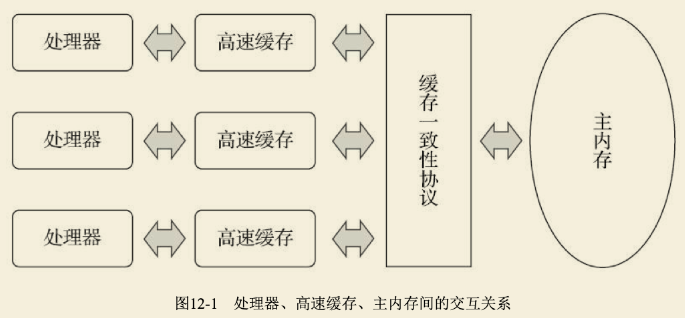 处理器
高速缓存
处理器
高速缓存
处理器
高速缓存
缓存一致性协议
主内存
图12-1 处理器、高速缓存、主内存间的交互关系